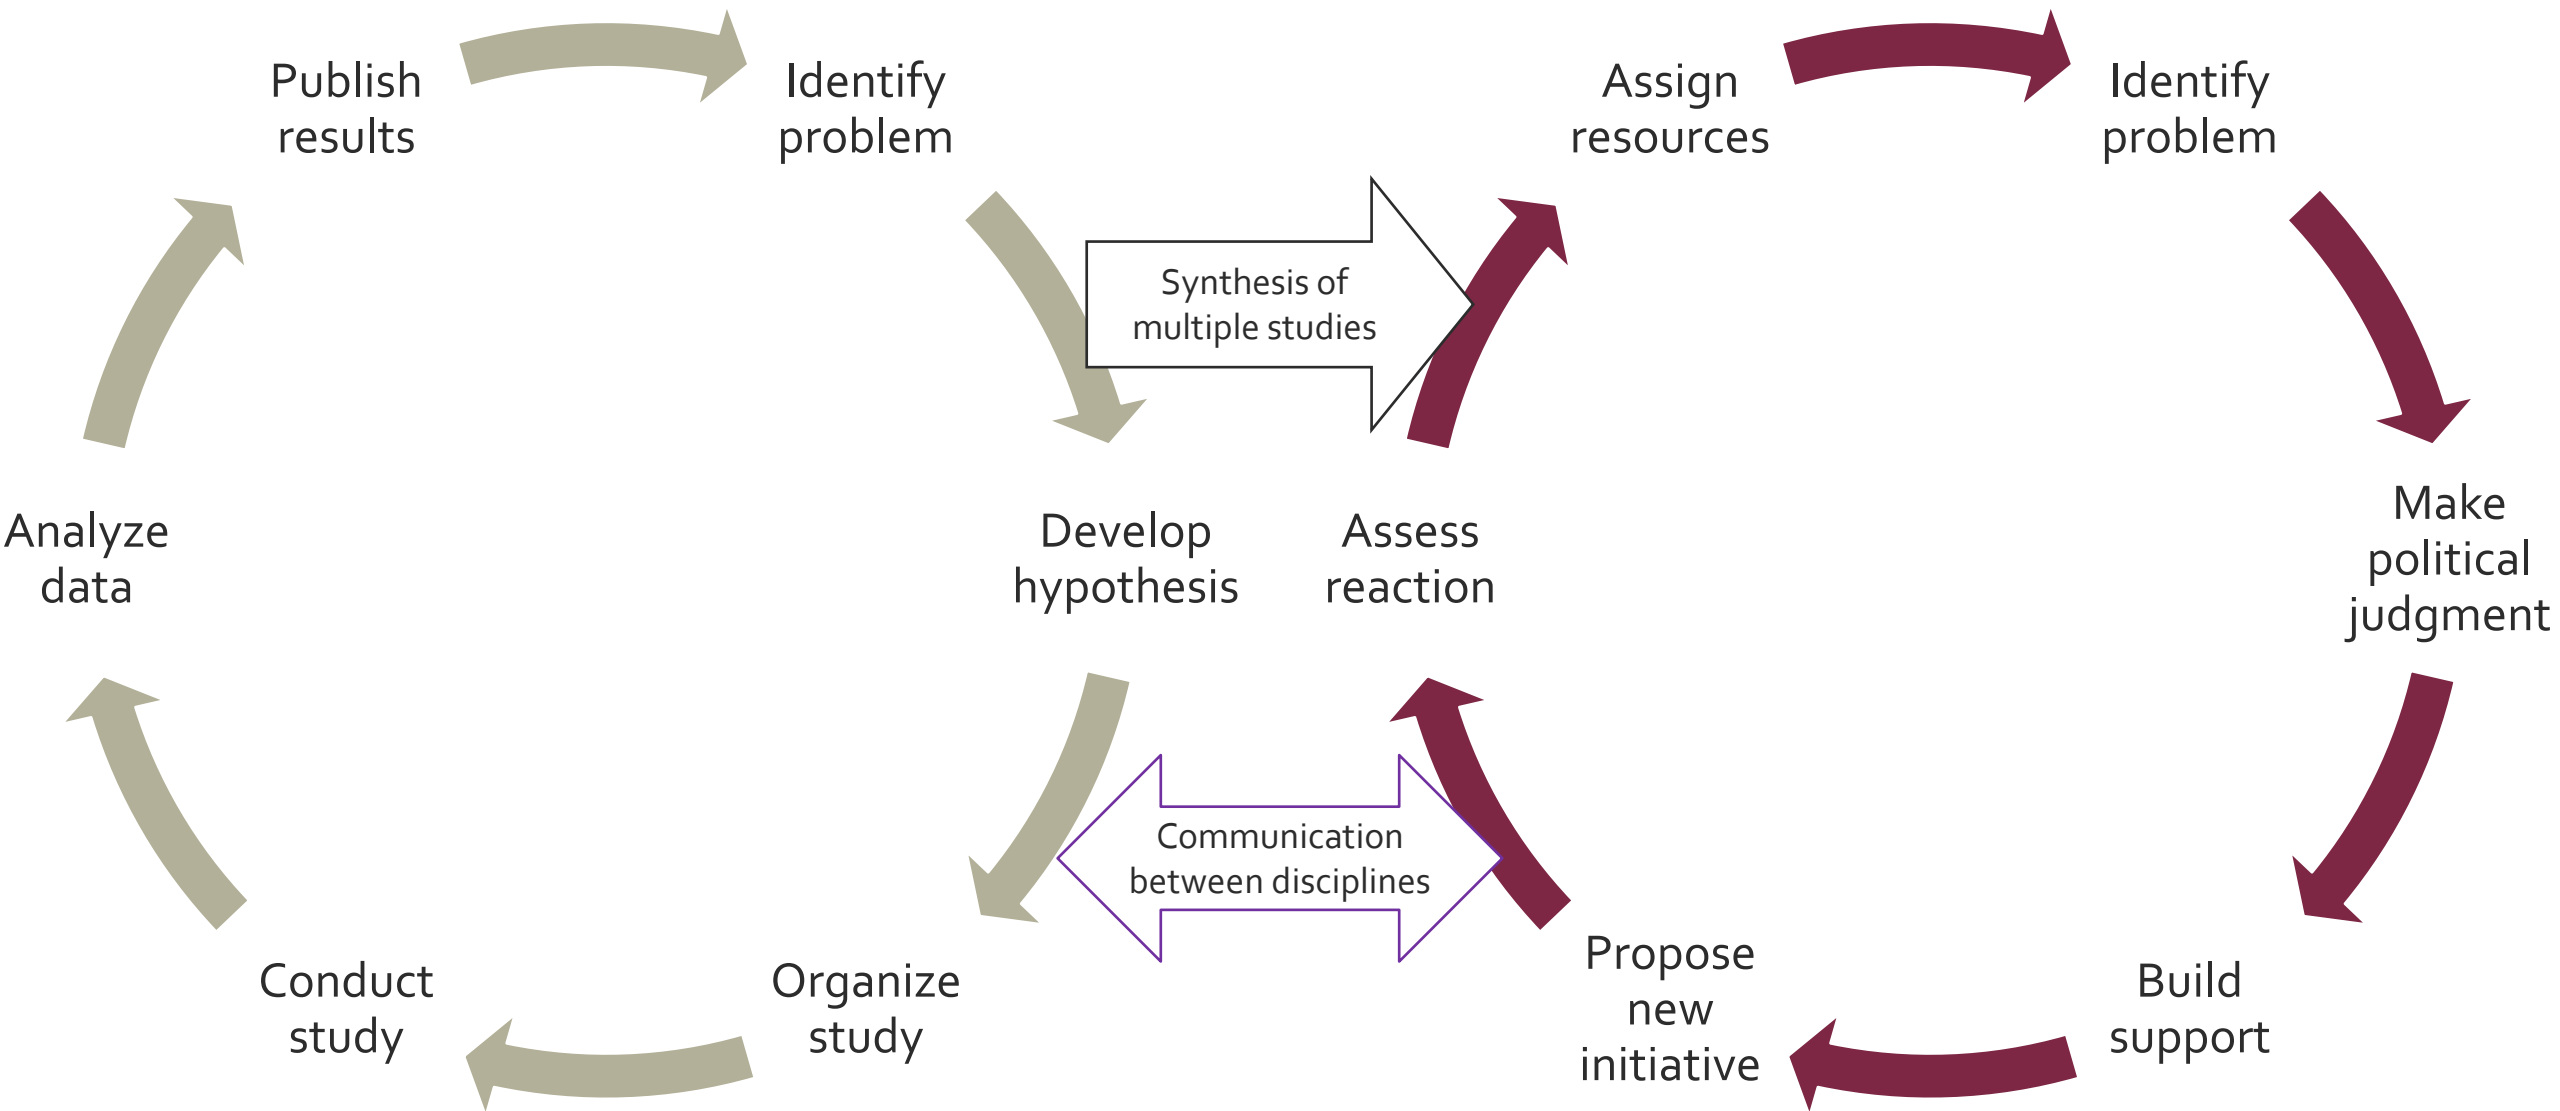 Publish
results
Identify
problem
Develop
hypothesis
Organize
study
Conduct
study
Analyze
data
Synthesis of
multiple studies
Communication
between disciplines
Assign
resources
Identify
problem
Make
political
judgment
Build
support
Propose
new
initiative
Assess
reaction